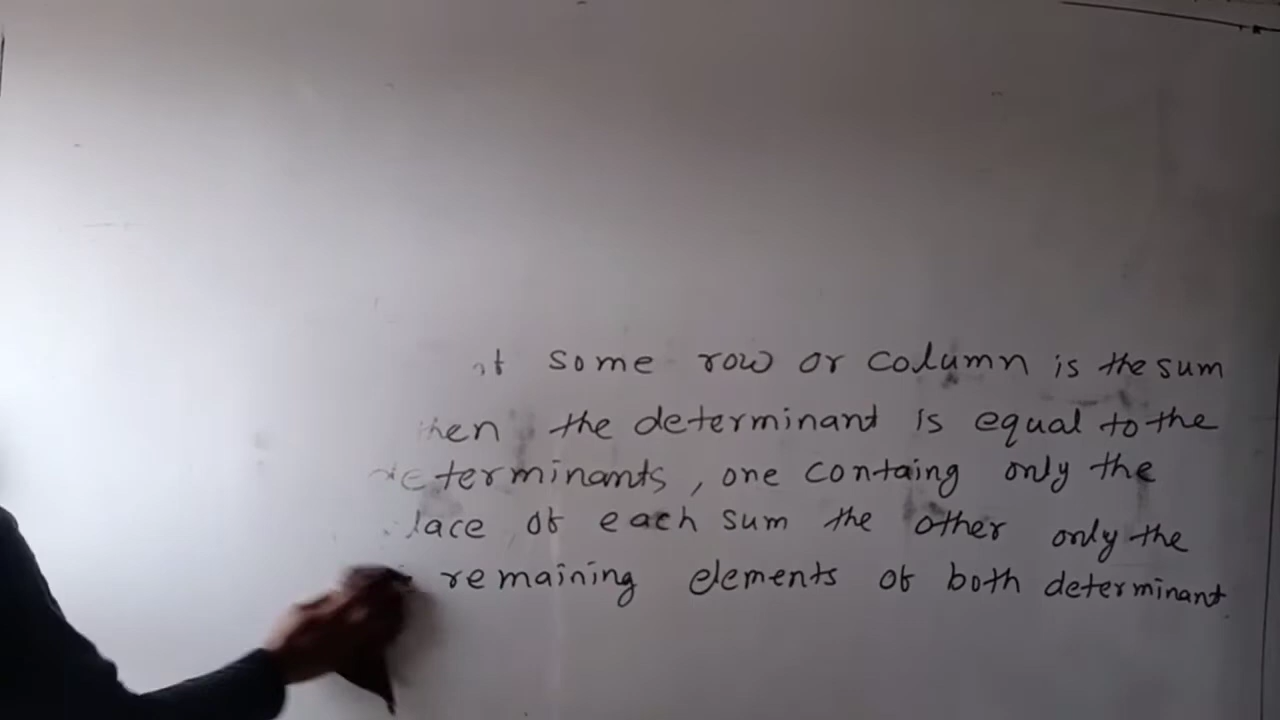 of some row or column is the sum
then the determinant is equal to the
determinants, one containg only the
lace of each sum the other only the
remaining elements of both determinant.